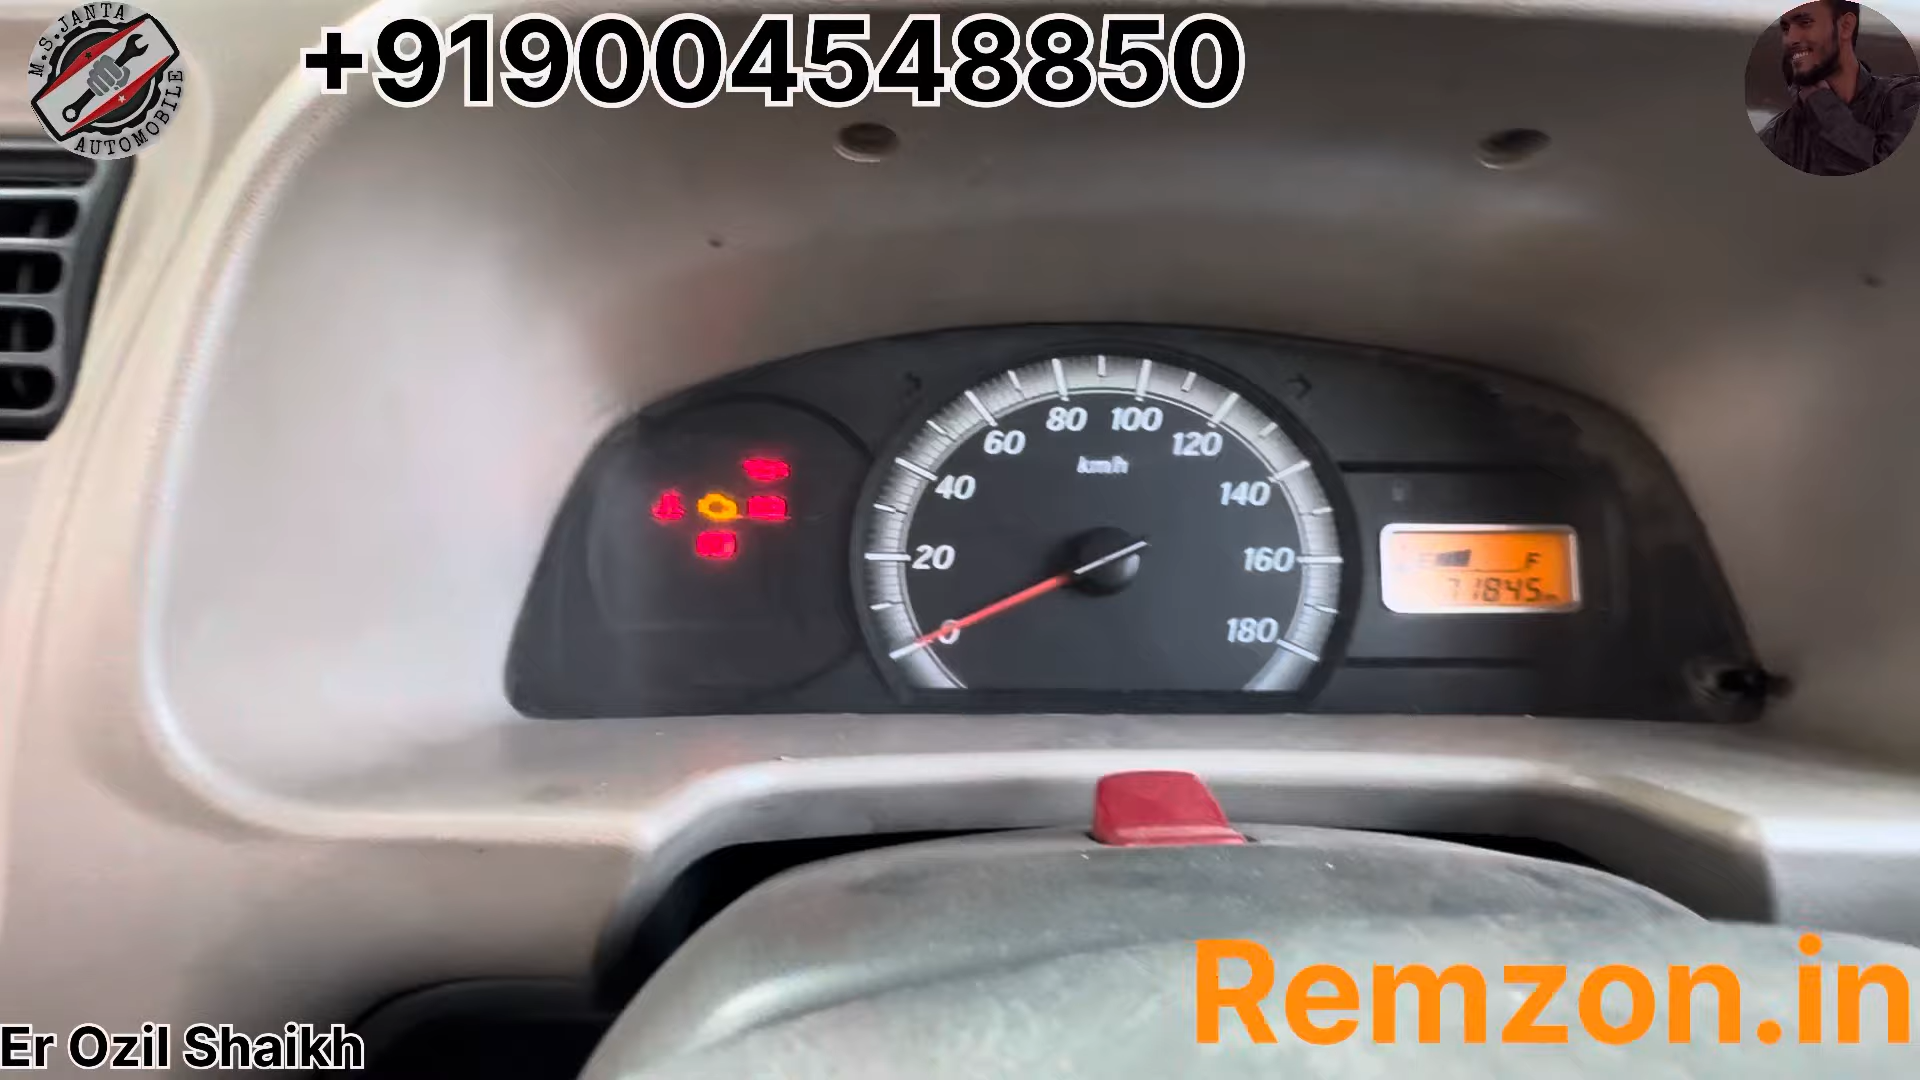 M.S.JANTA
AUTOMOBILE
+919004548850
80 100
60 120
km/h
40 140
20 160
0 180
E F
71845
Remzon.in
Er Ozil Shaikh